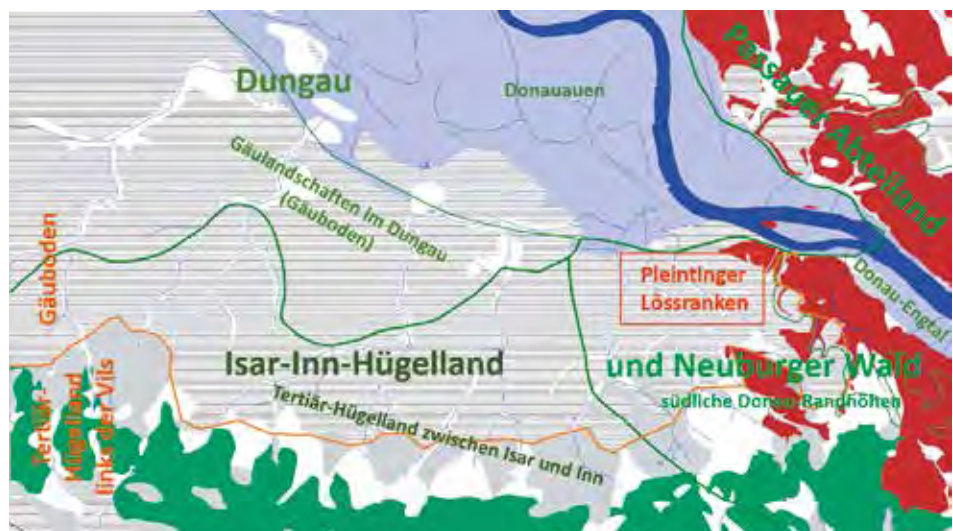 Passauer Abteiland
Dungau
Donauauen
Gäulandschaften im Dungau
(Gäuboden)
Gäuboden
Donau-Engtal
Pleintinger
Lössranken
Isar-Inn-Hügelland
und Neuburger Wald
südliche Donau-Randhöhen
Tertiär-Hügelland zwischen Isar und Inn
Tertiär-
Hügelland
links der Vils